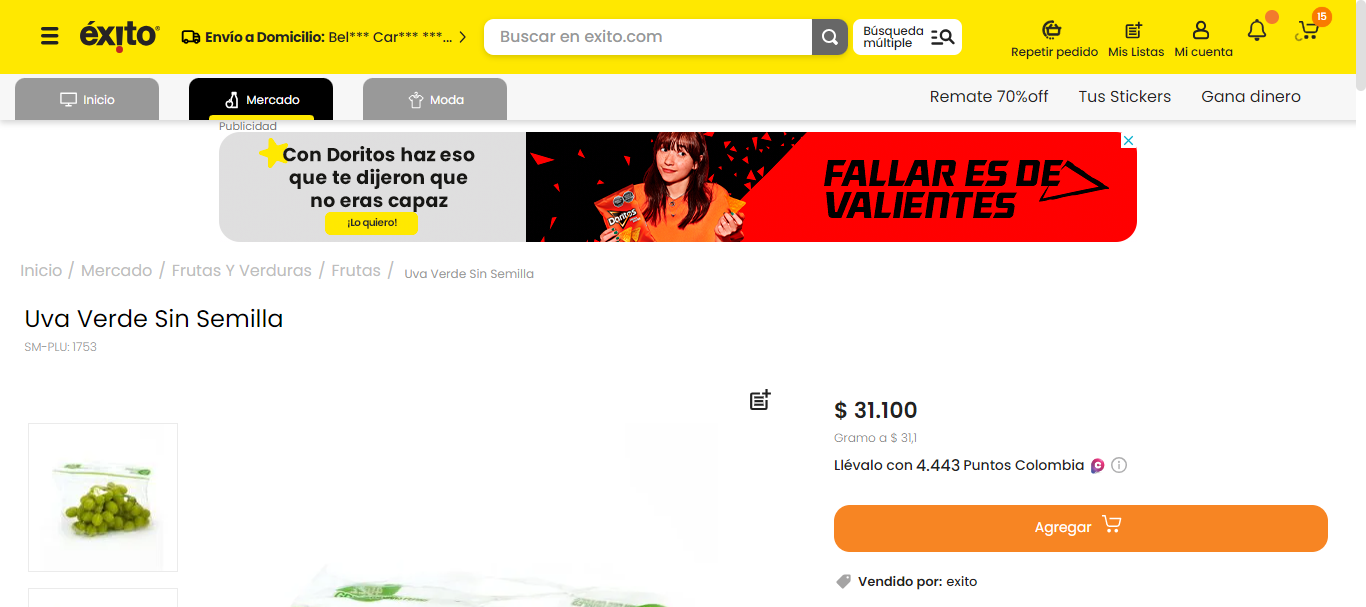 éxito
Envío a Domicilio: Bel*** Car*** ***...
Buscar en exito.com
Búsqueda
múltiple
Repetir pedido
Mis Listas
Mi cuenta
15
Inicio
Mercado
Moda
Remate 70%off
Tus Stickers
Gana dinero
Publicidad
Con Doritos haz eso
que te dijeron que
no eras capaz
¡Lo quiero!
Doritos
FALLAR ES DE
VALIENTES
Inicio / Mercado / Frutas Y Verduras / Frutas / Uva Verde Sin Semilla
Uva Verde Sin Semilla
SM-PLU: 1753
$ 31.100
Gramo a $ 31,1
Llévalo con 4.443 Puntos Colombia
Agregar
Vendido por: exito